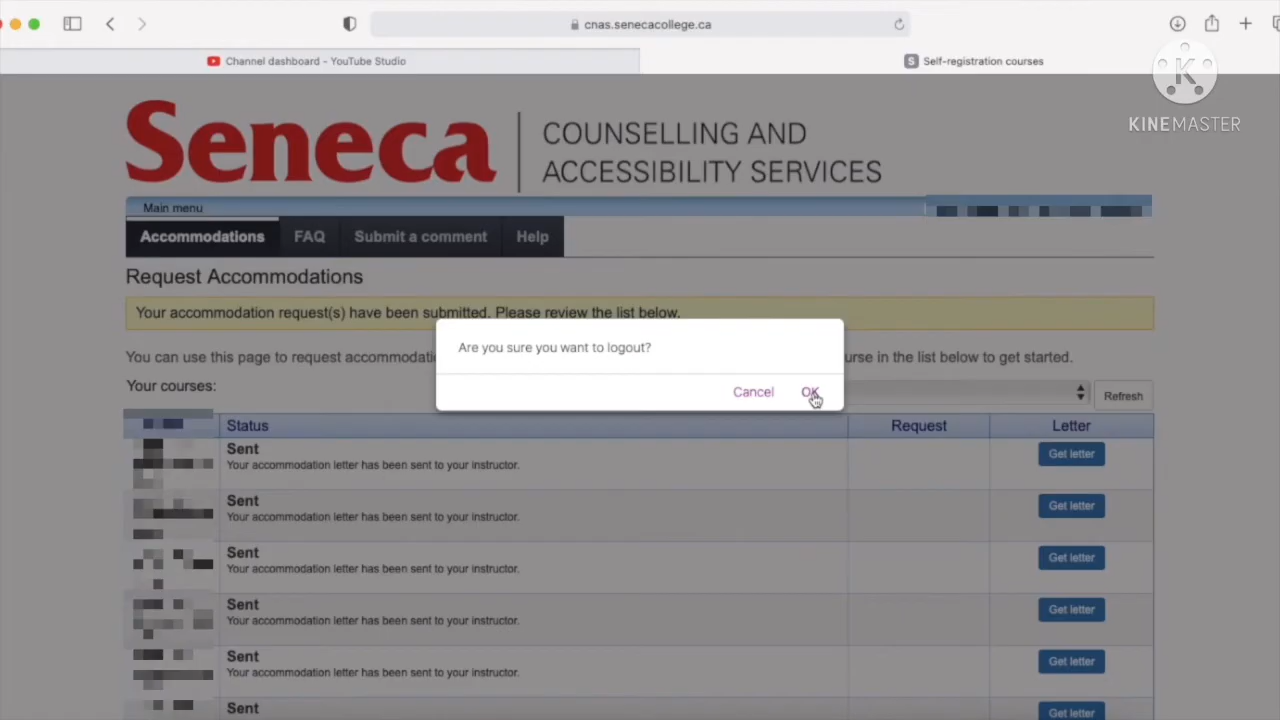 cnas.senecacollege.ca
Channel dashboard - YouTube Studio
S Self-registration courses
K
KINEMASTER
Seneca
COUNSELLING AND
ACCESSIBILITY SERVICES
Main menu
Accommodations FAQ Submit a comment Help
Request Accommodations
Your accommodation request(s) have been submitted. Please review the list below.
Are you sure you want to logout?
Cancel OK
You can use this page to request accommodati
urse in the list below to get started.
Your courses:
Refresh
Status Request Letter
Sent
Your accommodation letter has been sent to your instructor.
Get letter
Sent
Your accommodation letter has been sent to your instructor.
Get letter
Sent
Your accommodation letter has been sent to your instructor.
Get letter
Sent
Your accommodation letter has been sent to your instructor.
Get letter
Sent
Your accommodation letter has been sent to your instructor.
Get letter
Sent
Get letter